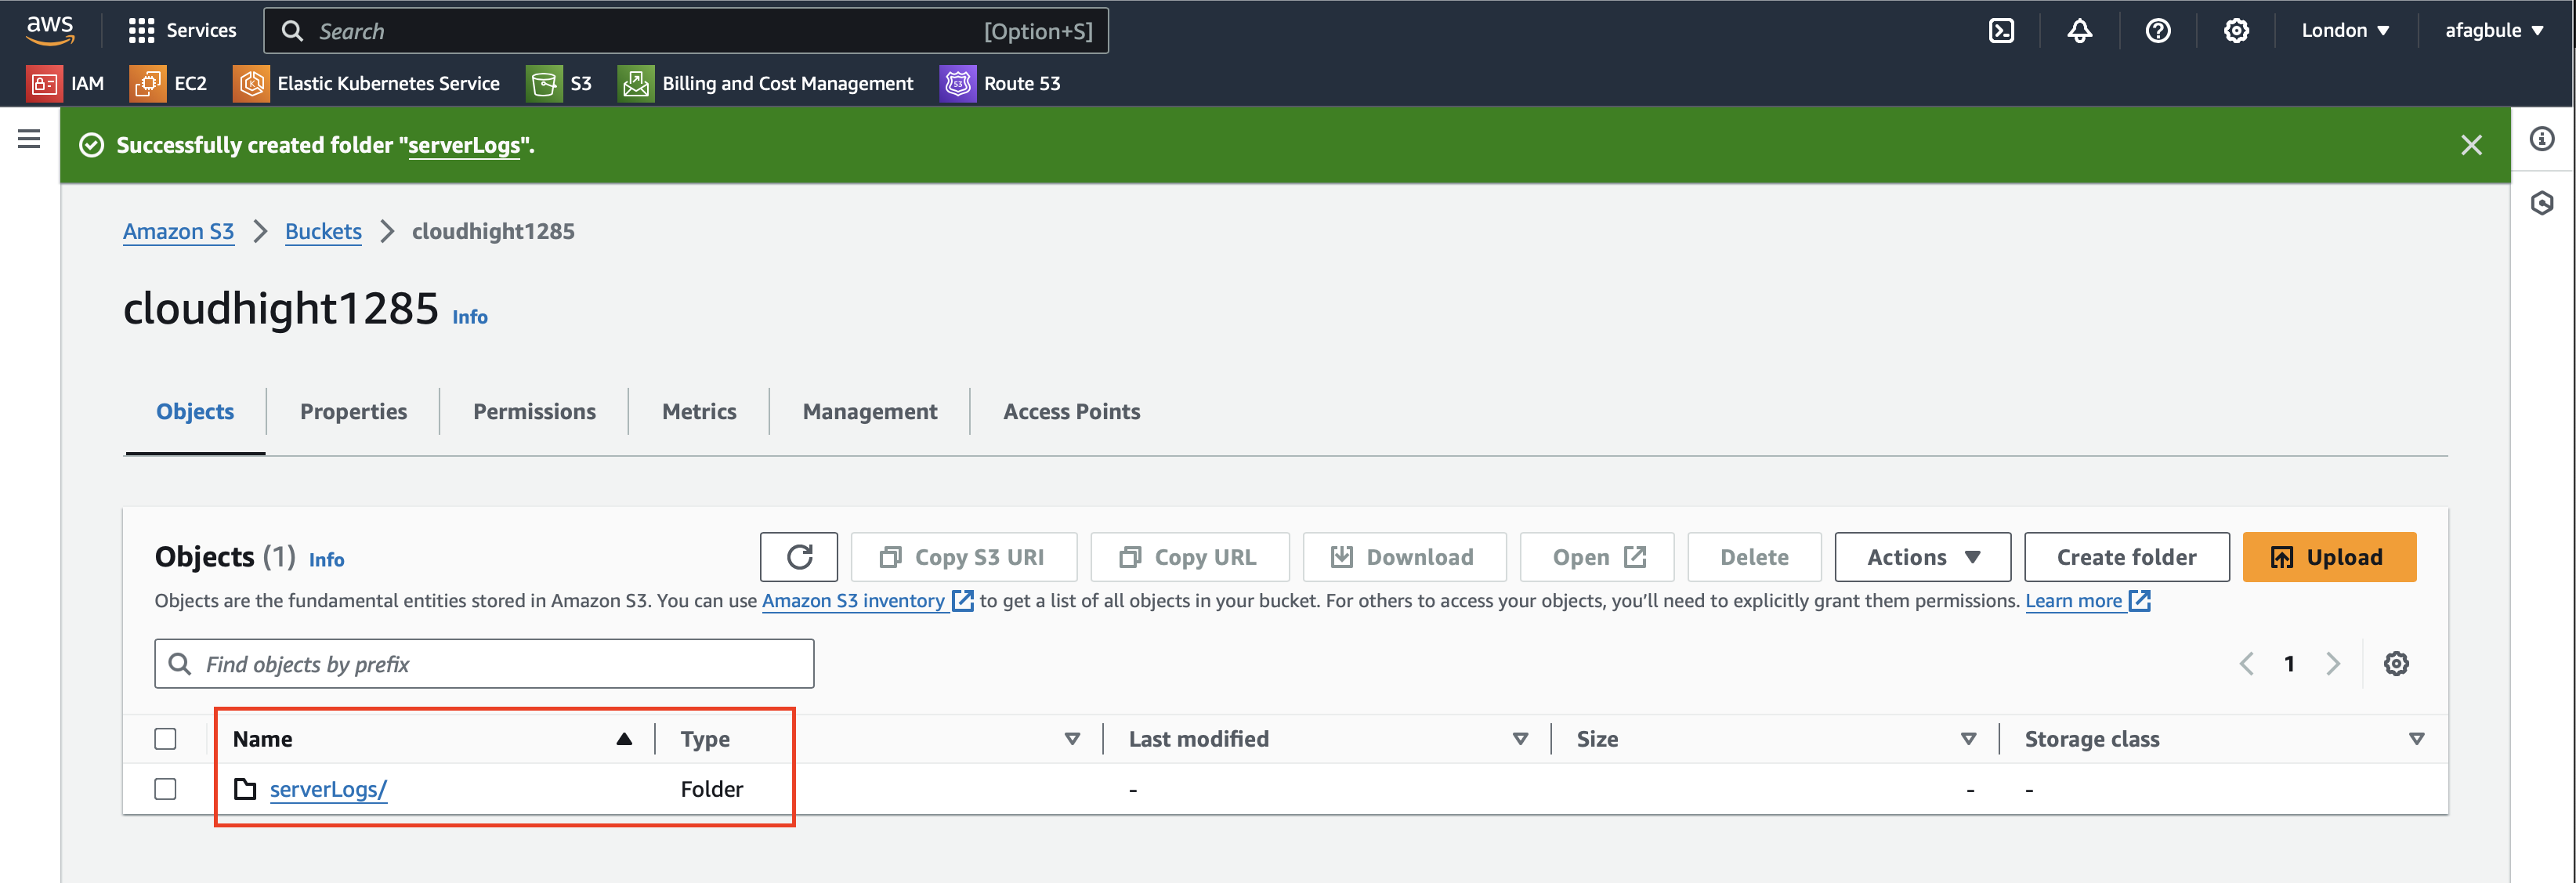 aws
Services
Search [Option+S]
London ▼
afagbule ▼
IAM
EC2
Elastic Kubernetes Service
S3
Billing and Cost Management
53
Route 53
Successfully created folder "serverLogs".
Amazon S3 > Buckets > cloudhight1285
cloudhight1285 Info
Objects
Properties
Permissions
Metrics
Management
Access Points
Objects (1) Info
Copy S3 URI
Copy URL
Download
Open
Delete
Actions ▼
Create folder
Upload
Objects are the fundamental entities stored in Amazon S3. You can use Amazon S3 inventory to get a list of all objects in your bucket. For others to access your objects, you'll need to explicitly grant them permissions. Learn more
Find objects by prefix
1
Name Type Last modified Size Storage class
serverLogs/ Folder - - -